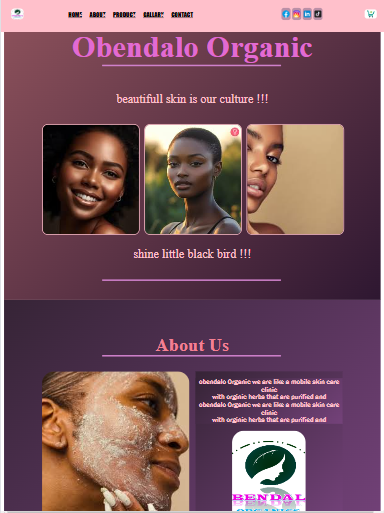 HOME ABOUT PRODUCT GALLARY CONTACT
Obendalo Organic
beautifull skin is our culture !!!
shine little black bird !!!
About Us
obendalo Organic we are like a mobile skin care
clinic
with orginic herbs that are purified and
obendalo Organic we are like a mobile skin care
clinic
with orginic herbs that are purified and
BENDAL
ORGANICK